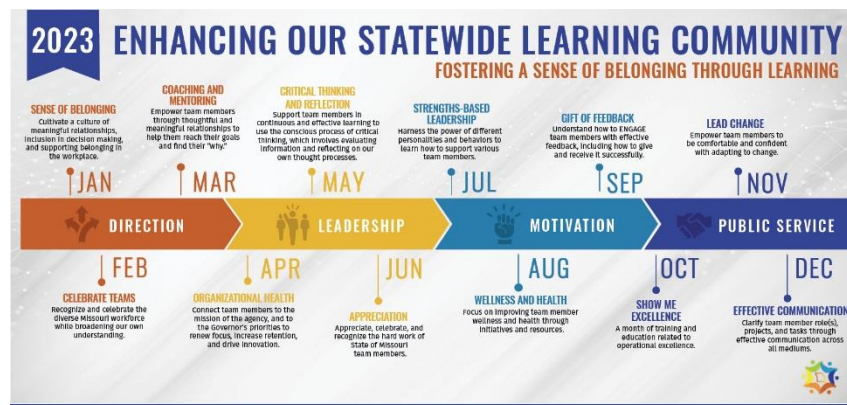 2023
ENHANCING OUR STATEWIDE LEARNING COMMUNITY
FOSTERING A SENSE OF BELONGING THROUGH LEARNING
SENSE OF BELONGING
Cultivate a culture of
meaningful relationships,
inclusion in decision making,
and supporting belonging in
the workplace.
JAN
COACHING AND
MENTORING
Empower team members
through thoughtful and
meaningful relationships to
help them reach their goals
and find their "why."
MAR
CRITICAL THINKING
AND REFLECTION
Support team members in
continuous and effective learning to
use the conscious process of critical
thinking, which involves evaluating
information and reflecting on our
own thought processes.
MAY
STRENGTHS-BASED
LEADERSHIP
Harness the power of different
personalities and behaviors to
learn how to support various
team members.
JUL
GIFT OF FEEDBACK
Understand how to ENGAGE
team members with effective
feedback, including how to give
and receive it successfully.
SEP
LEAD CHANGE
Empower team members to
be comfortable and confident
with adapting to change.
NOV
DIRECTION
LEADERSHIP
MOTIVATION
PUBLIC SERVICE
FEB
CELEBRATE TEAMS
Recognize and celebrate the
diverse Missouri workforce
while broadening our own
understanding.
APR
ORGANIZATIONAL HEALTH
Connect team members to the
mission of the agency, and to
the Governor's priorities to
renew focus, increase retention,
and drive innovation.
JUN
APPRECIATION
Appreciate, celebrate, and
recognize the hard work of
State of Missouri
team members.
AUG
WELLNESS AND HEALTH
Focus on improving team member
wellness and health through
initiatives and resources.
OCT
SHOW ME
EXCELLENCE
A month of training and
education related to
operational excellence.
DEC
EFFECTIVE COMMUNICATION
Clarify team member role(s),
projects, and tasks through
effective communication across
all mediums.